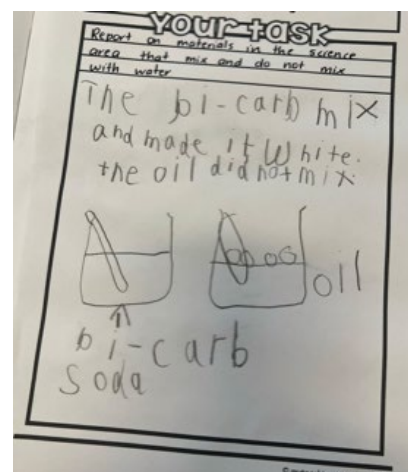 Your task
Report on materials in the science
area that mix and do not mix
with water
The bi-carb mix
and made it White.
the oil did not mix.
oil
bi-carb
Soda